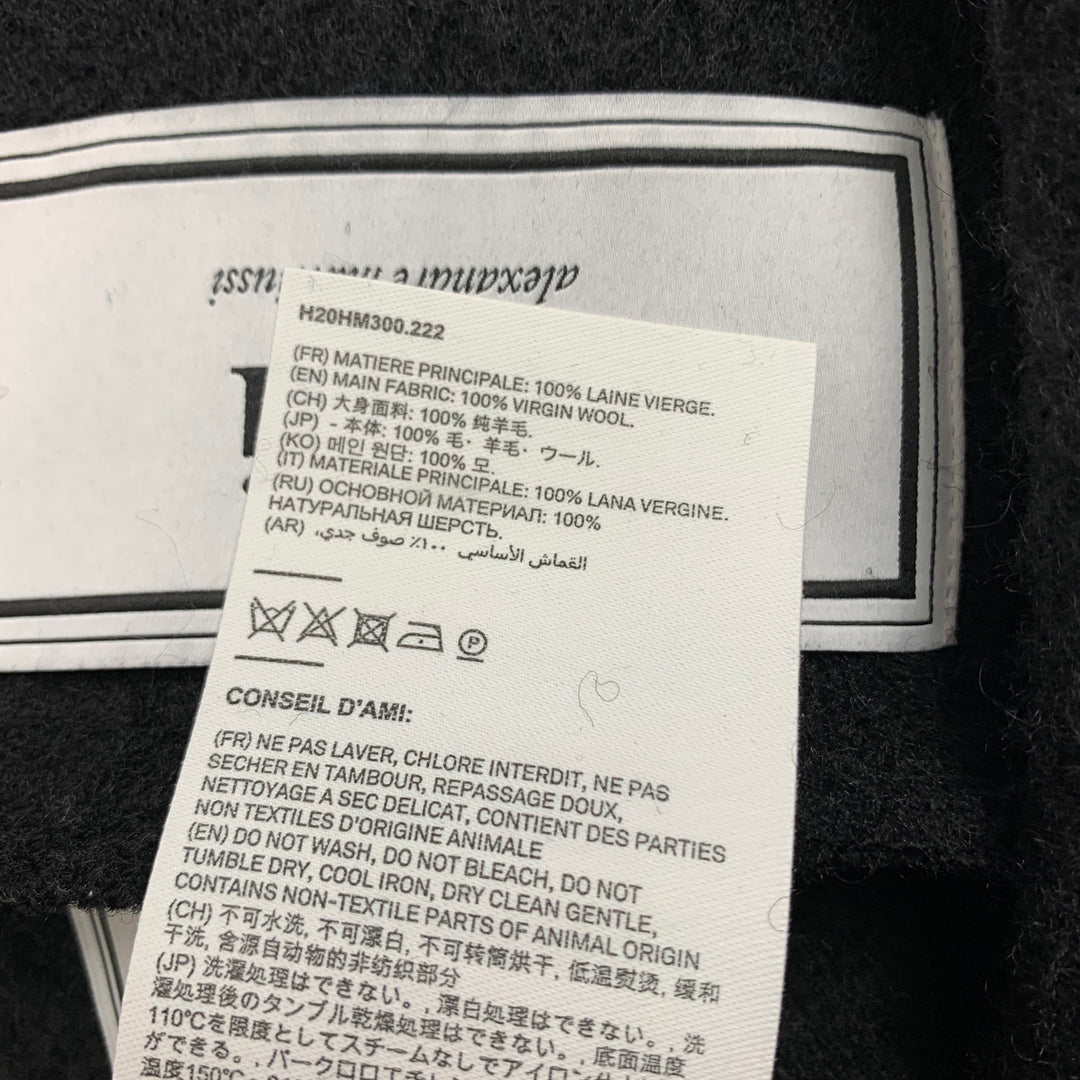 alexandre
H20HM300.222
(FR) MATIERE PRINCIPALE: 100% LAINE VIERGE.
(EN) MAIN FABRIC: 100% VIRGIN WOOL.
(CH) 大身面料: 100% 纯羊毛.
(JP) - 本体: 100% 毛・羊毛・ウール.
(KO) 메인 원단: 100% 모.
(IT) MATERIALE PRINCIPALE: 100% LANA VERGINE.
(RU) ОСНОВНОЙ МАТЕРИАЛ: 100%
НАТУРАЛЬНАЯ ШЕРСТЬ.
(AR) القماش الأساسي ١٠٠٪ صوف جدي،
P
CONSEIL D'AMI:
(FR) NE PAS LAVER, CHLORE INTERDIT, NE PAS
SECHER EN TAMBOUR, REPASSAGE DOUX,
NETTOYAGE A SEC DELICAT, CONTIENT DES PARTIES
NON TEXTILES D'ORIGINE ANIMALE
(EN) DO NOT WASH, DO NOT BLEACH, DO NOT
TUMBLE DRY, COOL IRON, DRY CLEAN GENTLE,
CONTAINS NON-TEXTILE PARTS OF ANIMAL ORIGIN
(CH) 不可水洗, 不可漂白, 不可转筒烘干, 低温熨烫, 缓和
干洗, 含源自动物的非纺织部分
(JP) 洗濯処理はできない。, 漂白処理はできない。, 洗
濯処理後のタンブル乾燥処理はできない。, 底面温度
110℃を限度としてスチームなしでアイロン
ができる。, パークロロエチレン
温度150℃